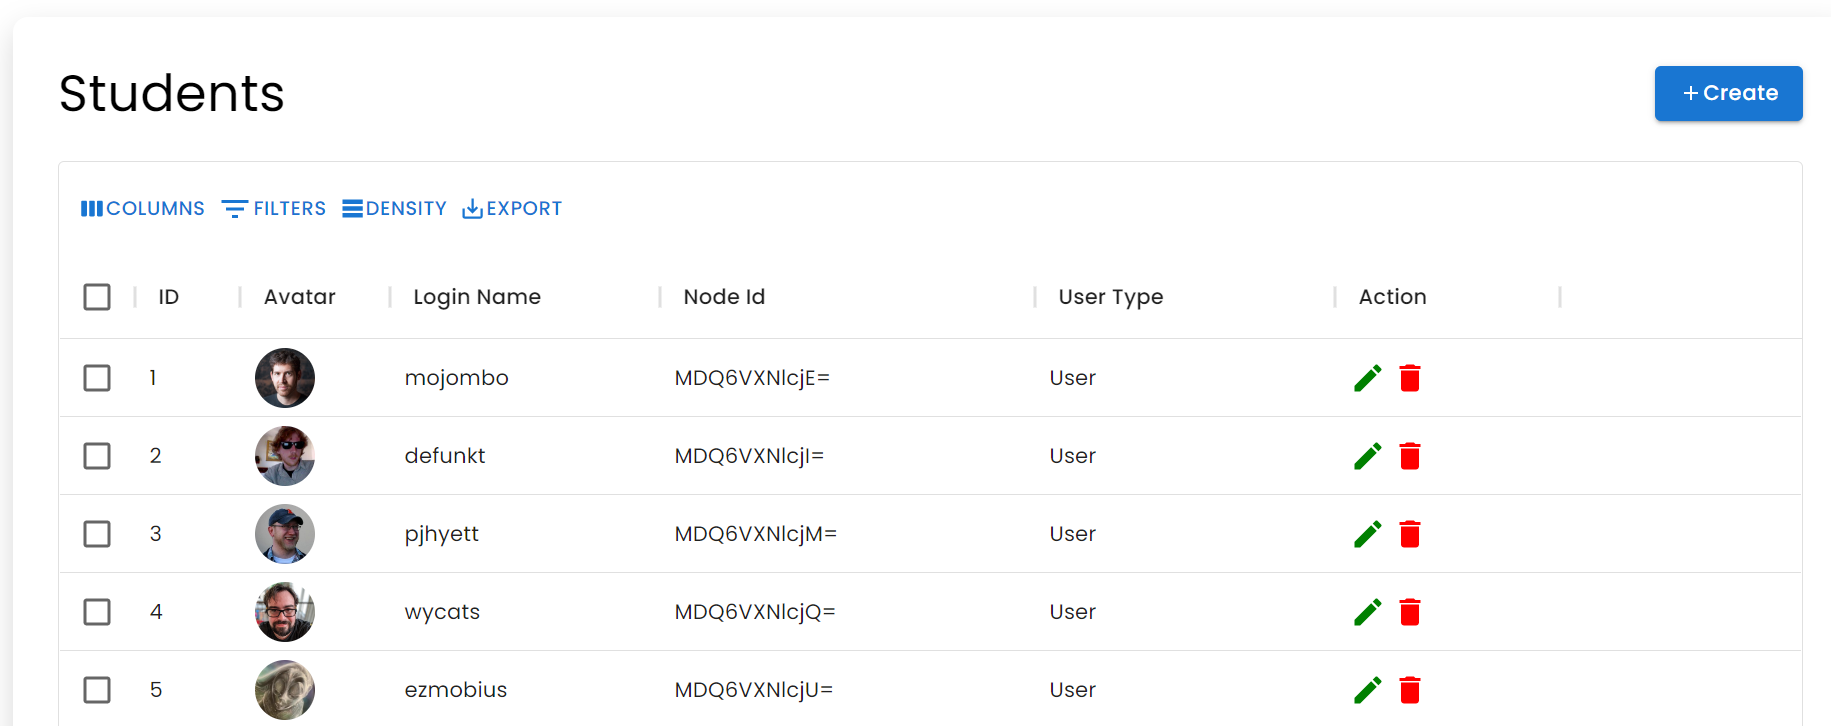 Students
+ Create
COLUMNS FILTERS DENSITY EXPORT
ID Avatar Login Name Node Id User Type Action
1 mojombo MDQ6VXNlcjE= User
2 defunkt MDQ6VXNlcjI= User
3 pjhyett MDQ6VXNlcjM= User
4 wycats MDQ6VXNlcjQ= User
5 ezmobius MDQ6VXNlcjU= User